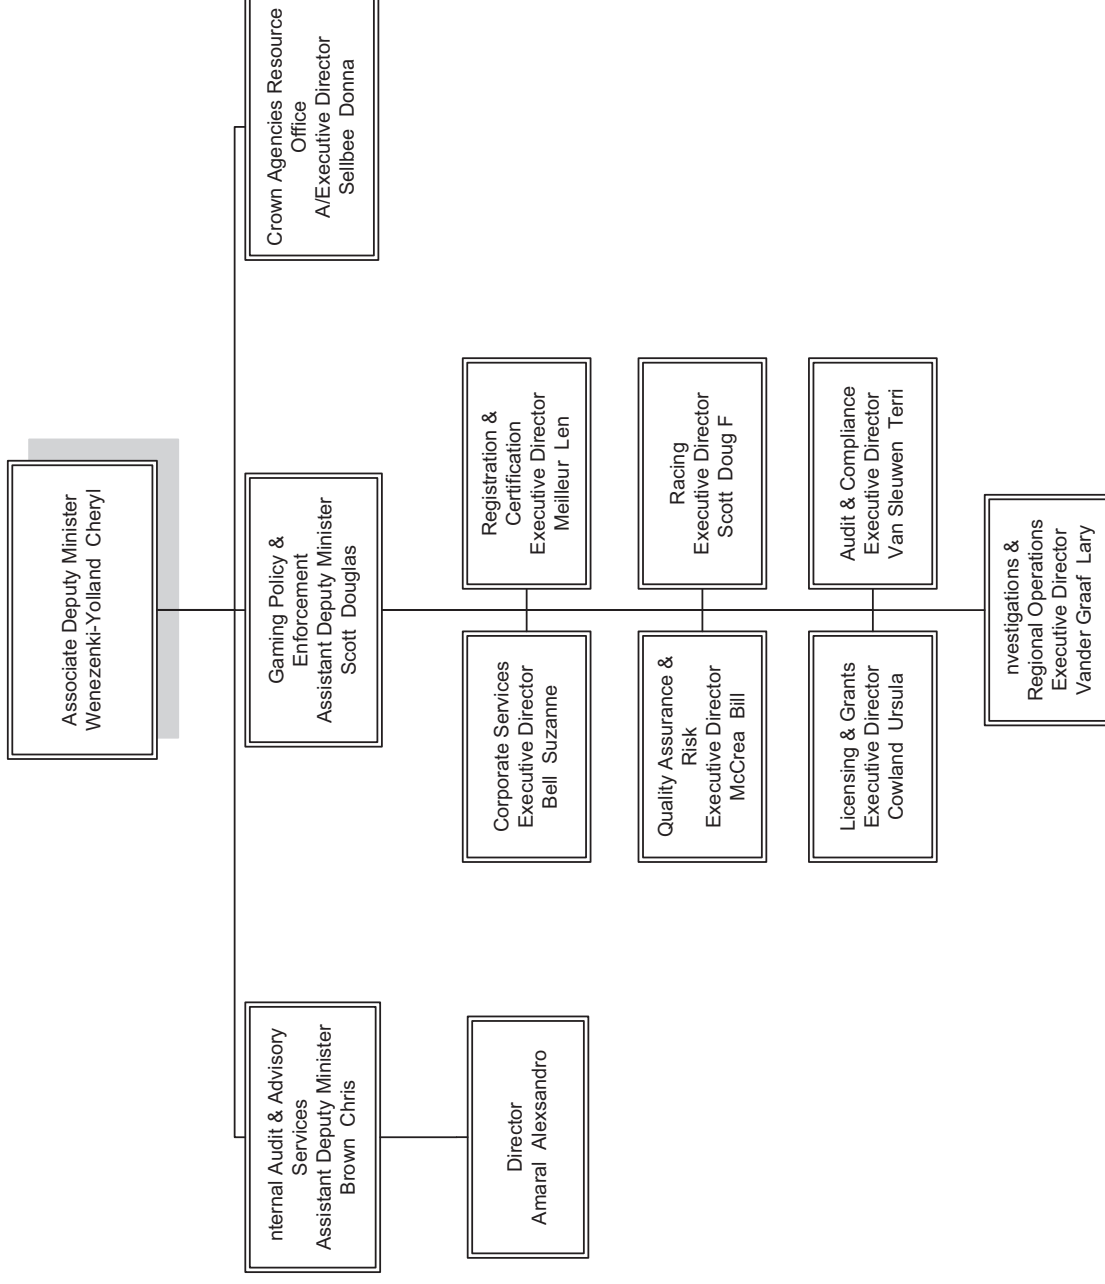 Associate Deputy Minister
Wenezenki-Yolland Cheryl
nternal Audit & Advisory
Services
Assistant Deputy Minister
Brown Chris
Gaming Policy &
Enforcement
Assistant Deputy Minister
Scott Douglas
Crown Agencies Resource
Office
A/Executive Director
Sellbee Donna
Director
Amaral Alexsandro
Corporate Services
Executive Director
Bell Suzanne
Registration &
Certification
Executive Director
Meilleur Len
Quality Assurance &
Risk
Executive Director
McCrea Bill
Racing
Executive Director
Scott Doug F
Licensing & Grants
Executive Director
Cowland Ursula
Audit & Compliance
Executive Director
Van Sleuwen Terri
nvestigations &
Regional Operations
Executive Director
Vander Graaf Lary